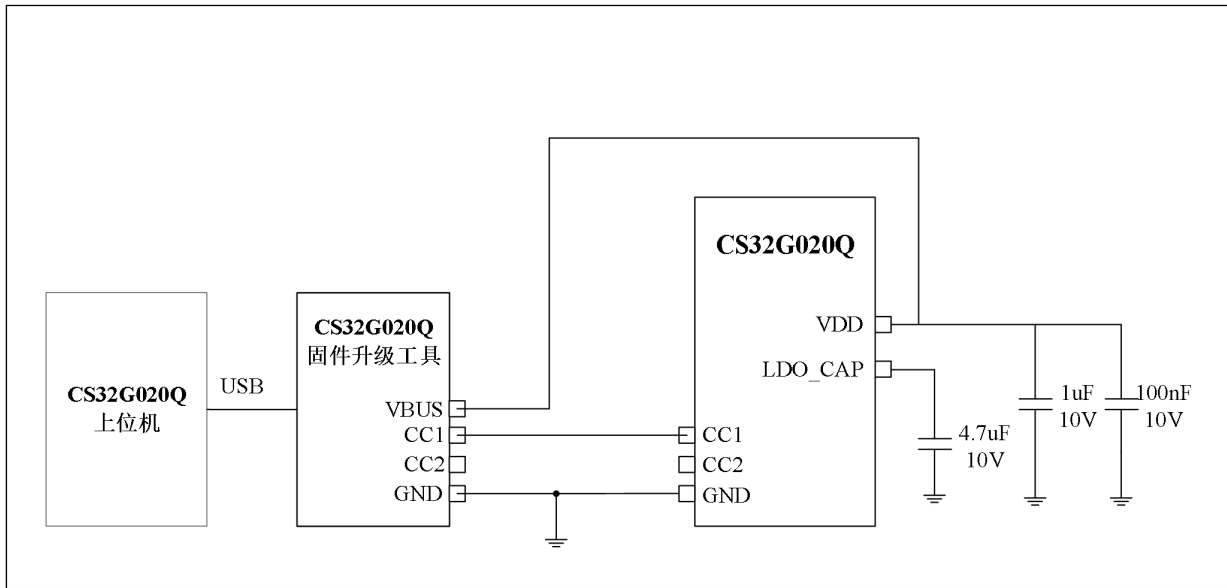 CS32G020Q
上位机
USB
CS32G020Q
固件升级工具
VBUS
CC1
CC2
GND
CS32G020Q
VDD
LDO_CAP
CC1
CC2
GND
4.7uF
10V
1uF
10V
100nF
10V